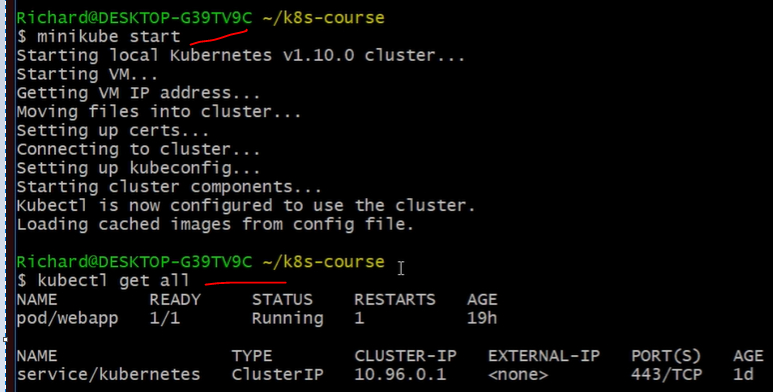 Richard@DESKTOP-G39TV9C ~/k8s-course
$ minikube start
Starting local Kubernetes v1.10.0 cluster...
Starting VM...
Getting VM IP address...
Moving files into cluster...
Setting up certs...
Connecting to cluster...
Setting up kubeconfig...
Starting cluster components...
Kubectl is now configured to use the cluster.
Loading cached images from config file.
Richard@DESKTOP-G39TV9C ~/k8s-course
$ kubectl get all
NAME READY STATUS RESTARTS AGE
pod/webapp 1/1 Running 1 19h
NAME TYPE CLUSTER-IP EXTERNAL-IP PORT(S) AGE
service/kubernetes ClusterIP 10.96.0.1 <none> 443/TCP 1d